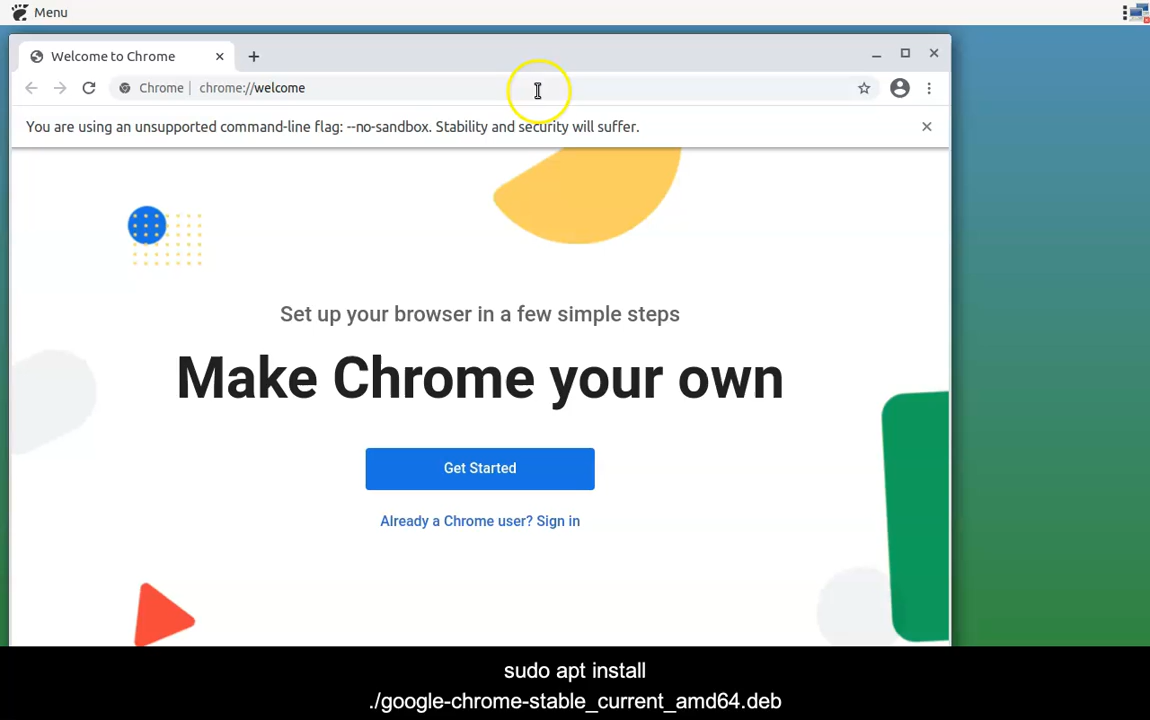 Menu
Welcome to Chrome
Chrome | chrome://welcome
You are using an unsupported command-line flag: --no-sandbox. Stability and security will suffer.
Set up your browser in a few simple steps
Make Chrome your own
Get Started
Already a Chrome user? Sign in
sudo apt install
./google-chrome-stable_current_amd64.deb